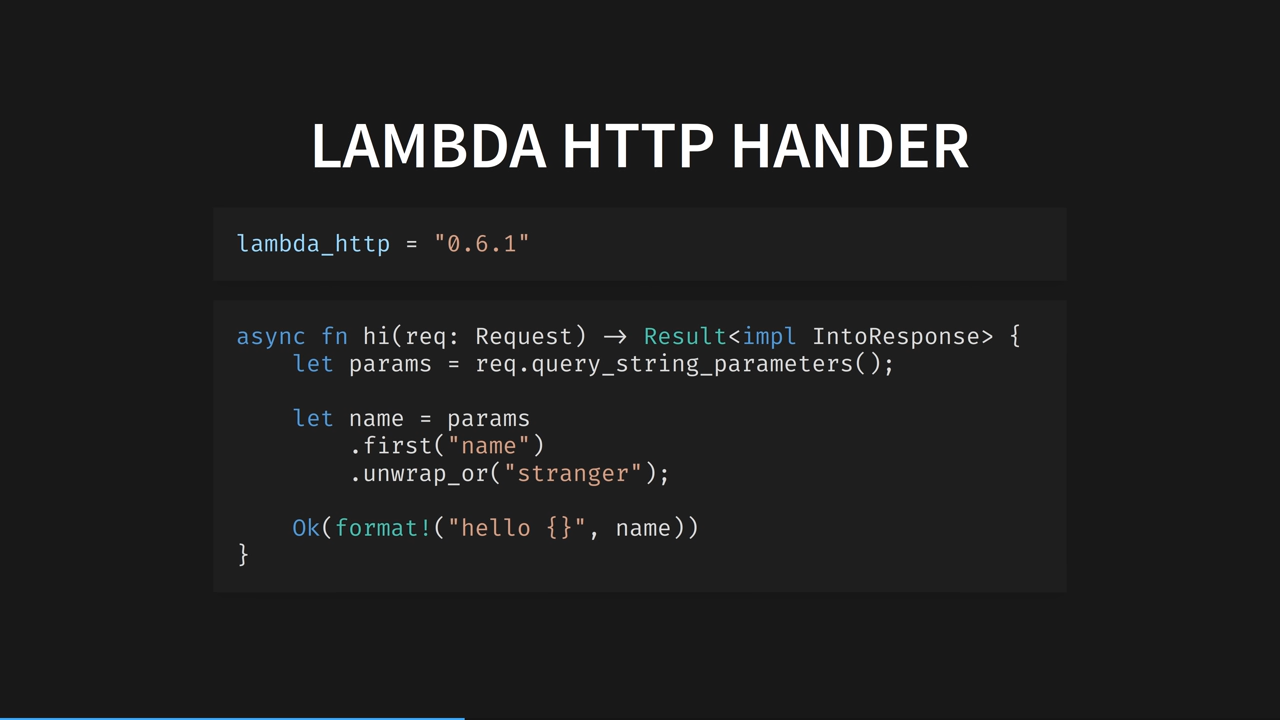 LAMBDA HTTP HANDER
lambda_http = "0.6.1"
async fn hi(req: Request) -> Result<impl IntoResponse> {
    let params = req.query_string_parameters();
    let name = params
        .first("name")
        .unwrap_or("stranger");
    Ok(format!("hello {}", name))
}